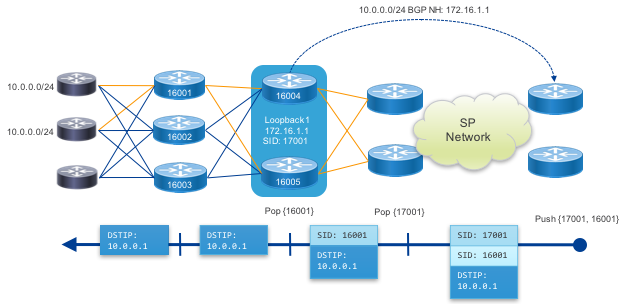 10.0.0.0/24 BGP NH: 172.16.1.1
10.0.0.0/24
16001
16004
10.0.0.0/24
16002
Loopback1
172.16.1.1
SID: 17001
SP
Network
16003
16005
Pop {16001}
Pop {17001}
Push {17001, 16001}
DSTIP:
10.0.0.1
DSTIP:
10.0.0.1
SID: 16001
DSTIP:
10.0.0.1
SID: 17001
SID: 16001
DSTIP:
10.0.0.1